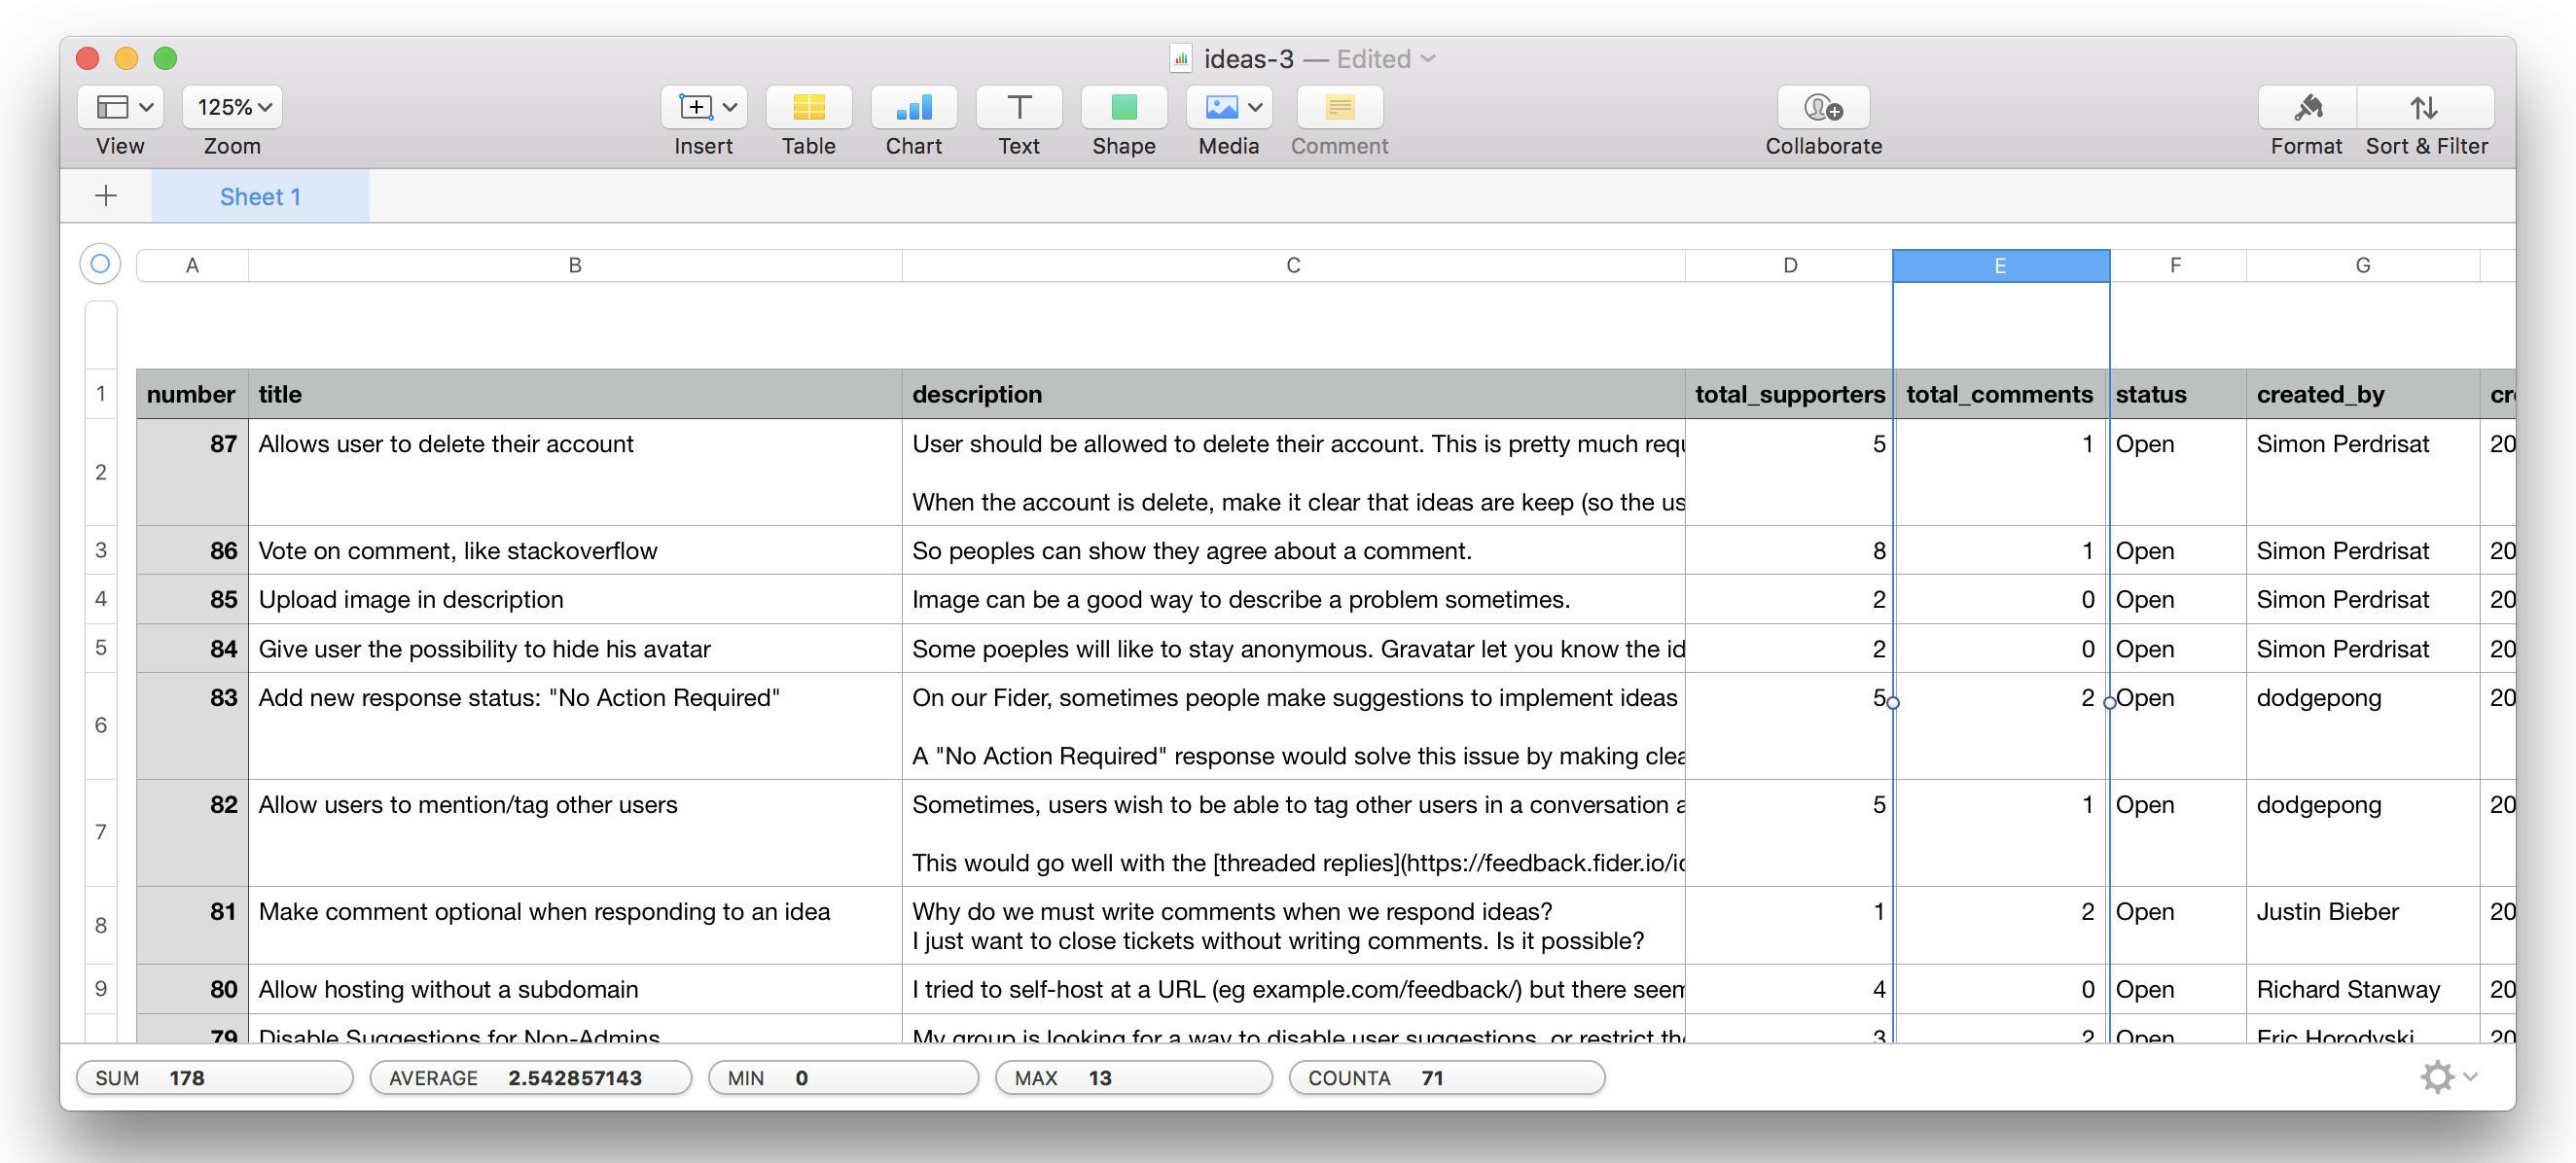 ideas-3 — Edited
125%
View
Zoom
Insert
Table
Chart
Text
Shape
Media
Comment
Collaborate
Format
Sort & Filter
Sheet 1
A B C D E F G
1 number title description total_supporters total_comments status created_by
2 87 Allows user to delete their account User should be allowed to delete their account. This is pretty much 5 1 Open Simon Perdrisat 20
When the account is delete, make it clear that ideas are keep (so the us
3 86 Vote on comment, like stackoverflow So peoples can show they agree about a comment. 8 1 Open Simon Perdrisat 20
4 85 Upload image in description Image can be a good way to describe a problem sometimes. 2 0 Open Simon Perdrisat 20
5 84 Give user the possibility to hide his avatar Some poeples will like to stay anonymous. Gravatar let you know the id 2 0 Open Simon Perdrisat 20
6 83 Add new response status: "No Action Required" On our Fider, sometimes people make suggestions to implement ideas 5 2 Open dodgepong 20
A "No Action Required" response would solve this issue by making clea
7 82 Allow users to mention/tag other users Sometimes, users wish to be able to tag other users in a conversation a 5 1 Open dodgepong 20
This would go well with the [threaded replies](https://feedback.fider.io/id
8 81 Make comment optional when responding to an idea Why do we must write comments when we respond ideas? 1 2 Open Justin Bieber 20
I just want to close tickets without writing comments. Is it possible?
9 80 Allow hosting without a subdomain I tried to self-host at a URL (eg example.com/feedback/) but there seem 4 0 Open Richard Stanway 20
79 Disable Suggestions for Non-Admins My group is looking for a way to disable user suggestions, or restrict the 3 2 Open Eric Horodyski 20
SUM 178
AVERAGE 2.542857143
MIN 0
MAX 13
COUNTA 71